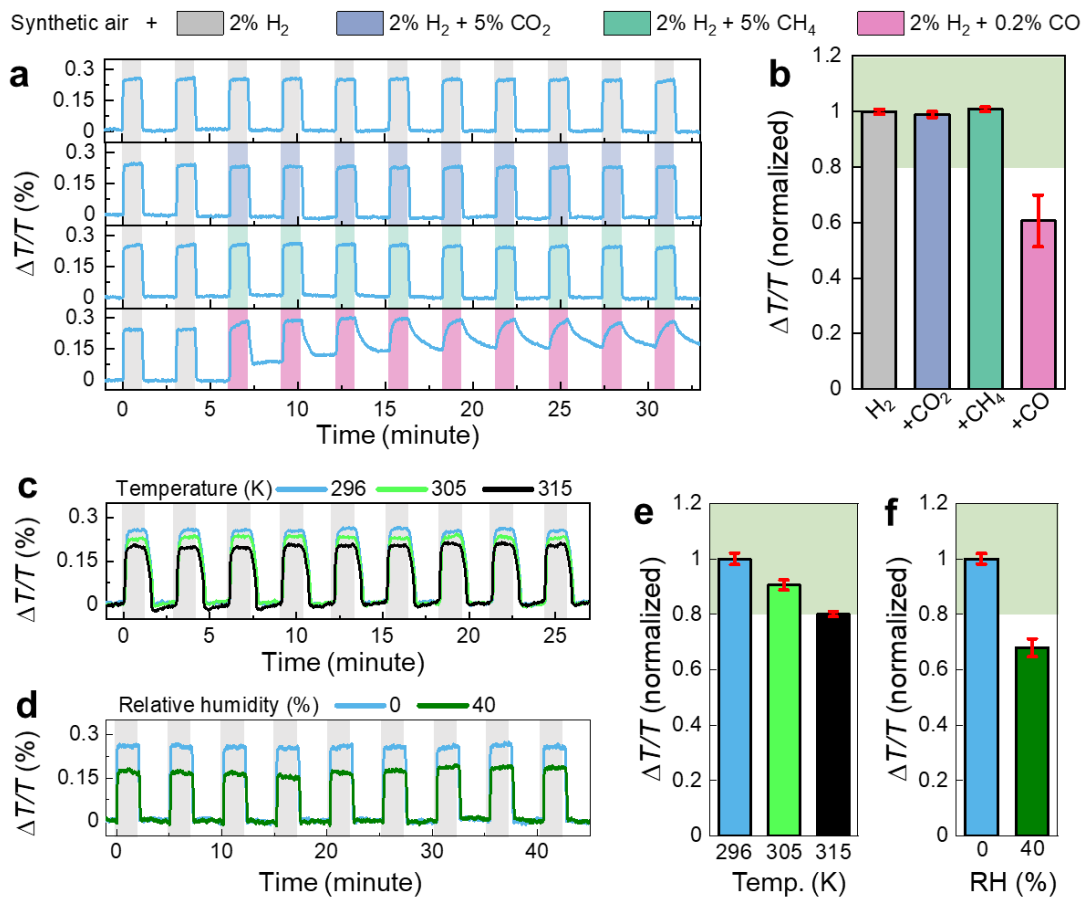 Synthetic air + 2% H₂ 2% H₂ + 5% CO₂ 2% H₂ + 5% CH₄ 2% H₂ + 0.2% CO
a
ΔT/T (%)
0.3
0.15
0
0.3
0.15
0
0.3
0.15
0
0.3
0.15
0
0 5 10 15 20 25 30
Time (minute)
b
ΔT/T (normalized)
1.2
1
0.8
0.6
0.4
0.2
0
H₂ +CO₂ +CH₄ +CO
c
Temperature (K) 296 305 315
ΔT/T (%)
0.3
0.15
0
0 5 10 15 20 25
Time (minute)
d
Relative humidity (%) 0 40
ΔT/T (%)
0.3
0.15
0
0 10 20 30 40
Time (minute)
e
ΔT/T (normalized)
1.2
1
0.8
0.6
0.4
0.2
0
296 305 315
Temp. (K)
f
ΔT/T (normalized)
1.2
1
0.8
0.6
0.4
0.2
0
0 40
RH (%)